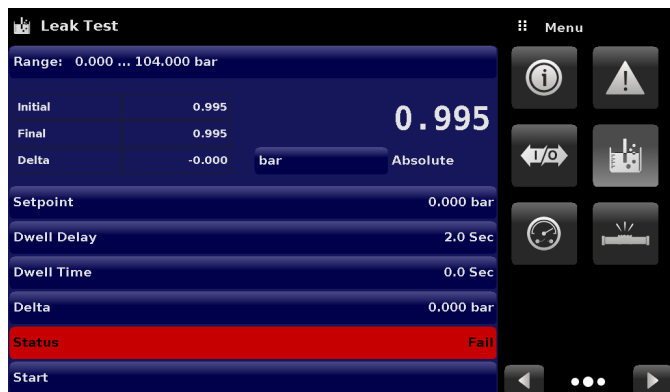 Leak Test
Menu
Range: 0.000 ... 104.000 bar
Initial 0.995
Final 0.995
Delta -0.000
0.995
bar Absolute
Setpoint 0.000 bar
Dwell Delay 2.0 Sec
Dwell Time 0.0 Sec
Delta 0.000 bar
Status Fail
Start
I/O